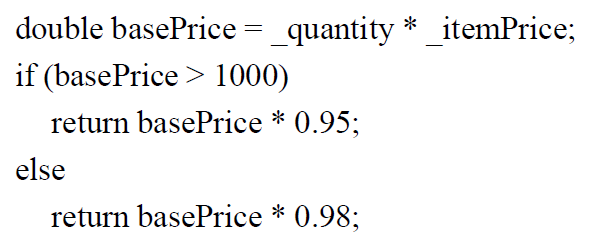 double basePrice = _quantity * _itemPrice;
if (basePrice > 1000)
return basePrice * 0.95;
else
return basePrice * 0.98;